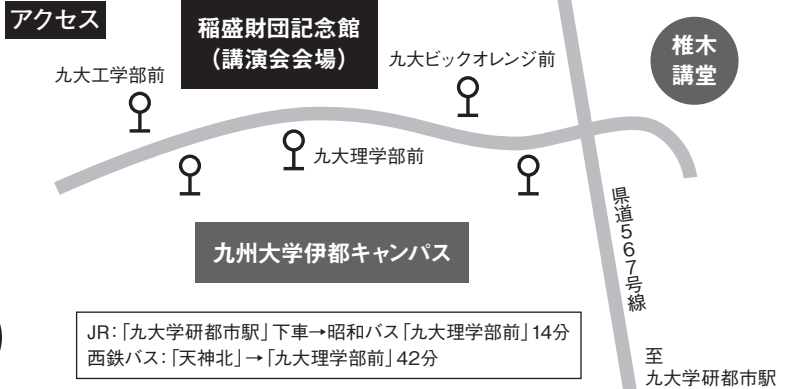 アクセス
稲盛財団記念館
（講演会会場）
九大ビックオレンジ前
椎木
講堂
九大工学部前
九大理学部前
県道567号線
九州大学伊都キャンパス
JR：「九大学研都市駅」下車→昭和バス「九大理学部前」14分
西鉄バス：「天神北」→「九大理学部前」42分
至
九大学研都市駅